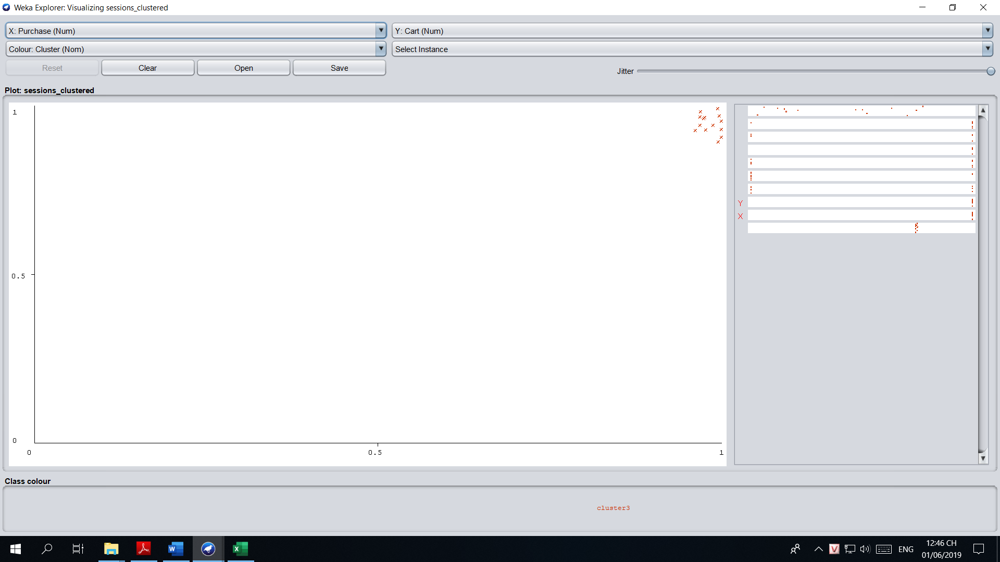 Weka Explorer: Visualizing sessions_clustered
X: Purchase (Num)
Y: Cart (Num)
Colour: Cluster (Nom)
Select Instance
Reset
Clear
Open
Save
Jitter
Plot: sessions_clustered
1
0.5
0
0
0.5
1
Y
X
Class colour
cluster3
ENG
12:46 CH
01/06/2019